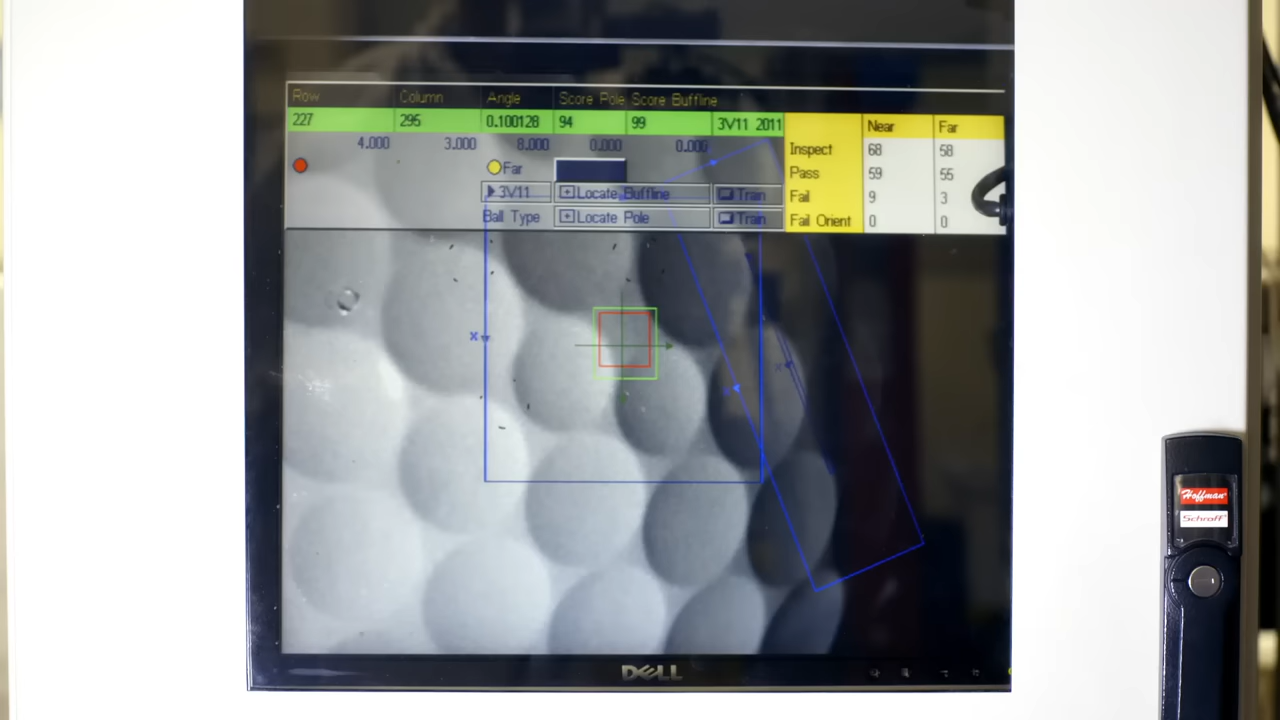 Row Column Angle Score Pole Score Buffline
227 295 0.100128 94 99 3V11 2011
4.000 3.000 8.000 0.000 0.000
Far
3V11 Locate Buffline Train
Ball Type Locate Pole Train
Near Far
Inspect 68 58
Pass 59 55
Fail 9 3
Fail Orient 0 0
X
X
DELL
Hoffman
Schroff